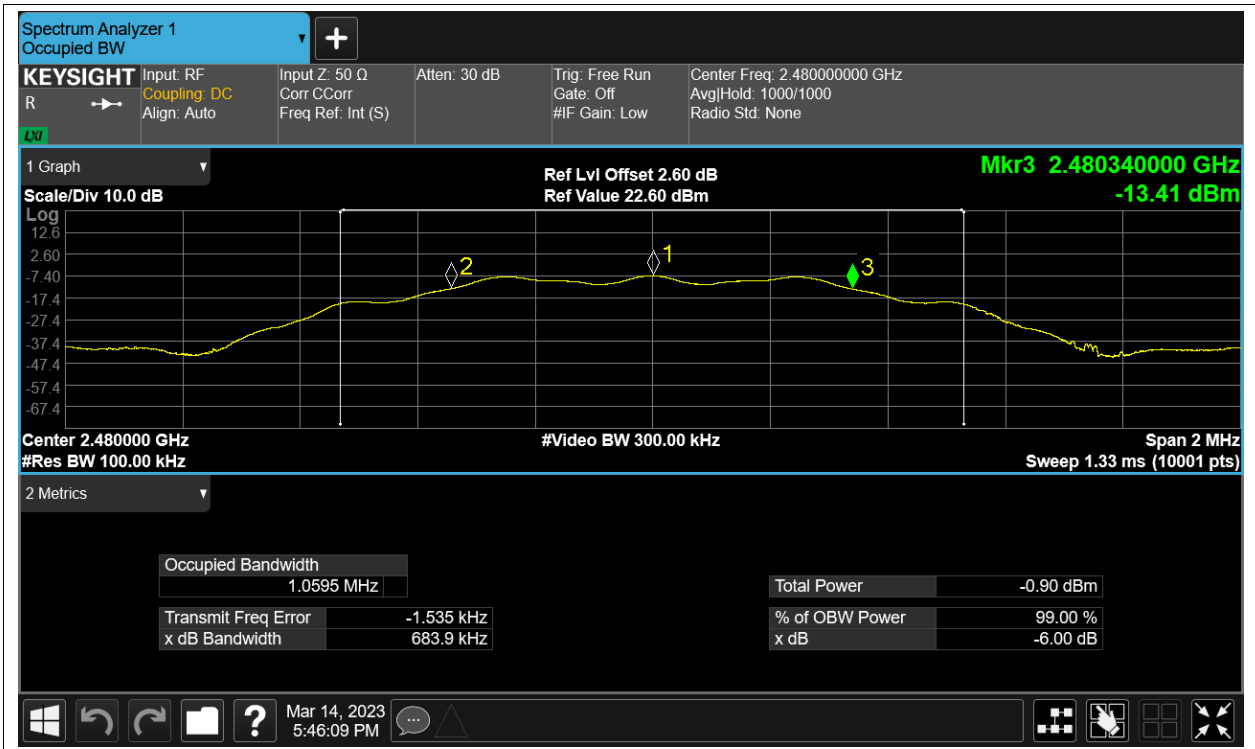 Spectrum Analyzer 1
Occupied BW
KEYSIGHT
R
LXI
Input: RF
Coupling: DC
Align: Auto
Input Z: 50 Ω
Corr CCorr
Freq Ref: Int (S)
Atten: 30 dB
Trig: Free Run
Gate: Off
#IF Gain: Low
Center Freq: 2.480000000 GHz
Avg|Hold: 1000/1000
Radio Std: None
1 Graph
Scale/Div 10.0 dB
Ref Lvl Offset 2.60 dB
Ref Value 22.60 dBm
Mkr3 2.480340000 GHz
-13.41 dBm
Log
12.6
2.60
-7.40
-17.4
-27.4
-37.4
-47.4
-57.4
-67.4
2
1
3
Center 2.480000 GHz
#Res BW 100.00 kHz
#Video BW 300.00 kHz
Span 2 MHz
Sweep 1.33 ms (10001 pts)
2 Metrics
Occupied Bandwidth
1.0595 MHz
Transmit Freq Error -1.535 kHz
x dB Bandwidth 683.9 kHz
Total Power -0.90 dBm
% of OBW Power 99.00 %
x dB -6.00 dB
?
Mar 14, 2023
5:46:09 PM